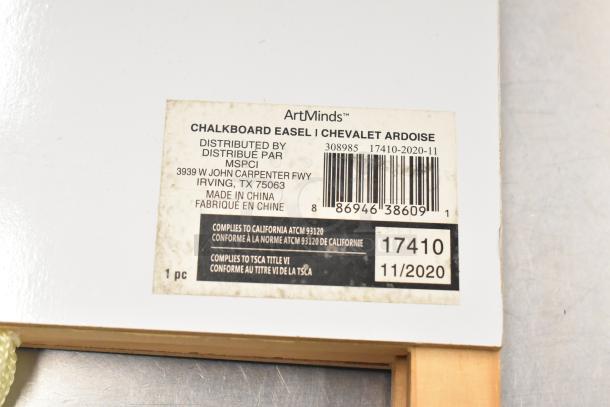 ArtMinds™
CHALKBOARD EASEL | CHEVALET ARDOISE
DISTRIBUTED BY
DISTRIBUÉ PAR
MSPCI
3939 W JOHN CARPENTER FWY
IRVING, TX 75063
MADE IN CHINA
FABRIQUÉ EN CHINE
308985 17410-2020-11
8 86946 38609 1
COMPLIES TO CALIFORNIA ATCM 93120
CONFORME À LA NORME ATCM 93120 DE CALIFORNIE
COMPLIES TO TSCA TITLE VI
CONFORME AU TITRE VI DE LA TSCA
17410
11/2020
1 pc